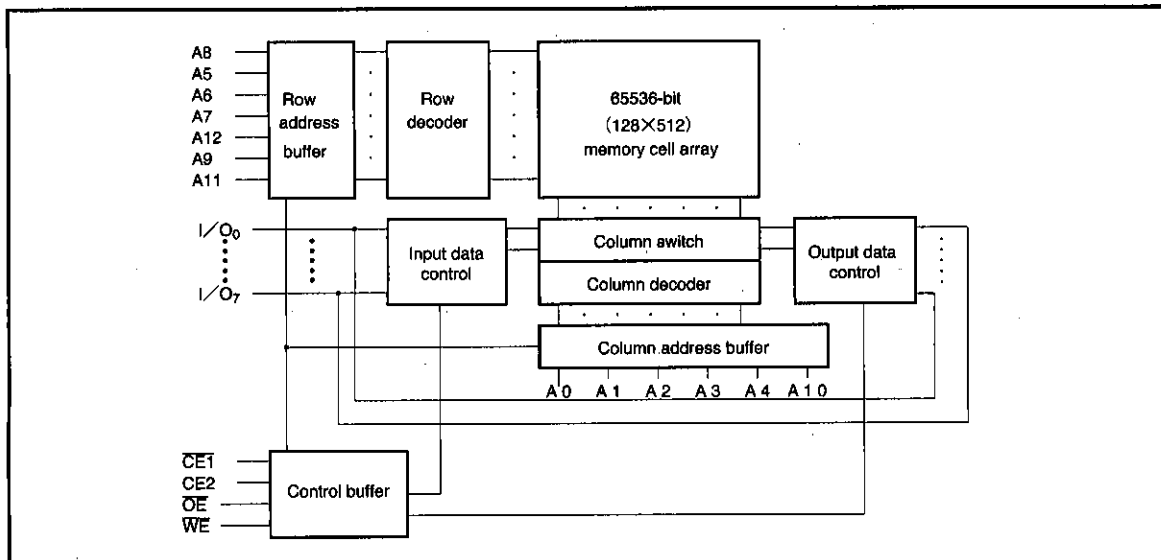 A8
A5
A6
A7
A12
A9
A11
Row
address
buffer
Row
decoder
65536-bit
(128×512)
memory cell array
I/O0
I/O7
Input data
control
Column switch
Column decoder
Output data
control
Column address buffer
A0 A1 A2 A3 A4 A10
CE1
CE2
OE
WE
Control buffer